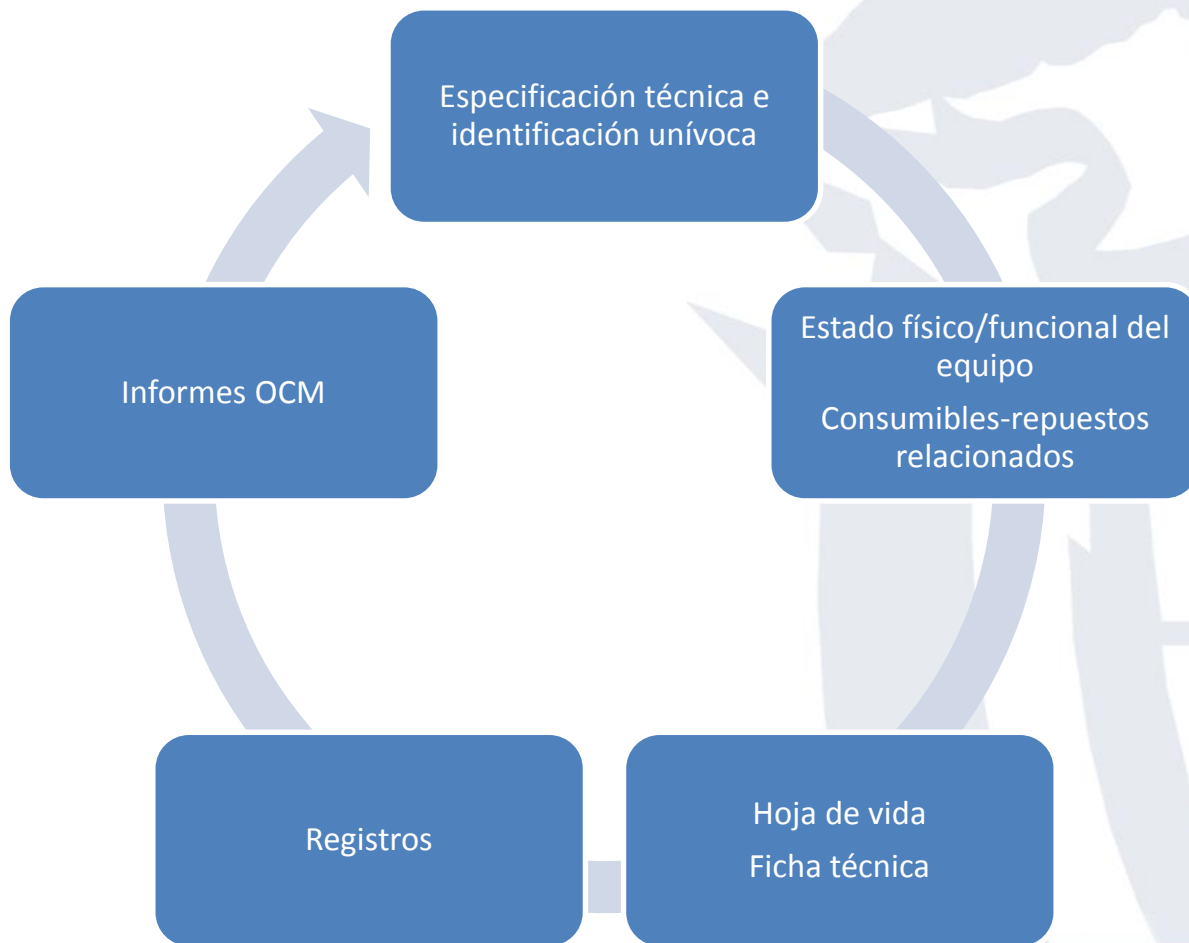 Especificación técnica e
identificación unívoca
Estado físico/funcional del
equipo
Consumibles-repuestos
relacionados
Hoja de vida
Ficha técnica
Registros
Informes OCM